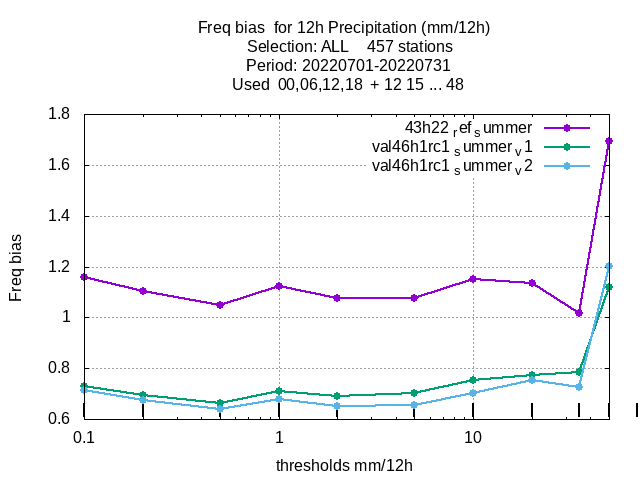 Freq bias  for 12h Precipitation (mm/12h)
Selection: ALL    457 stations
Period: 20220701-20220731
Used  00,06,12,18  + 12 15 ... 48
43h22 ref summer
val46h1rc1 summer v1
val46h1rc1 summer v2
1.8
1.6
1.4
1.2
1
0.8
0.6
Freq bias
0.1 1 10
thresholds mm/12h